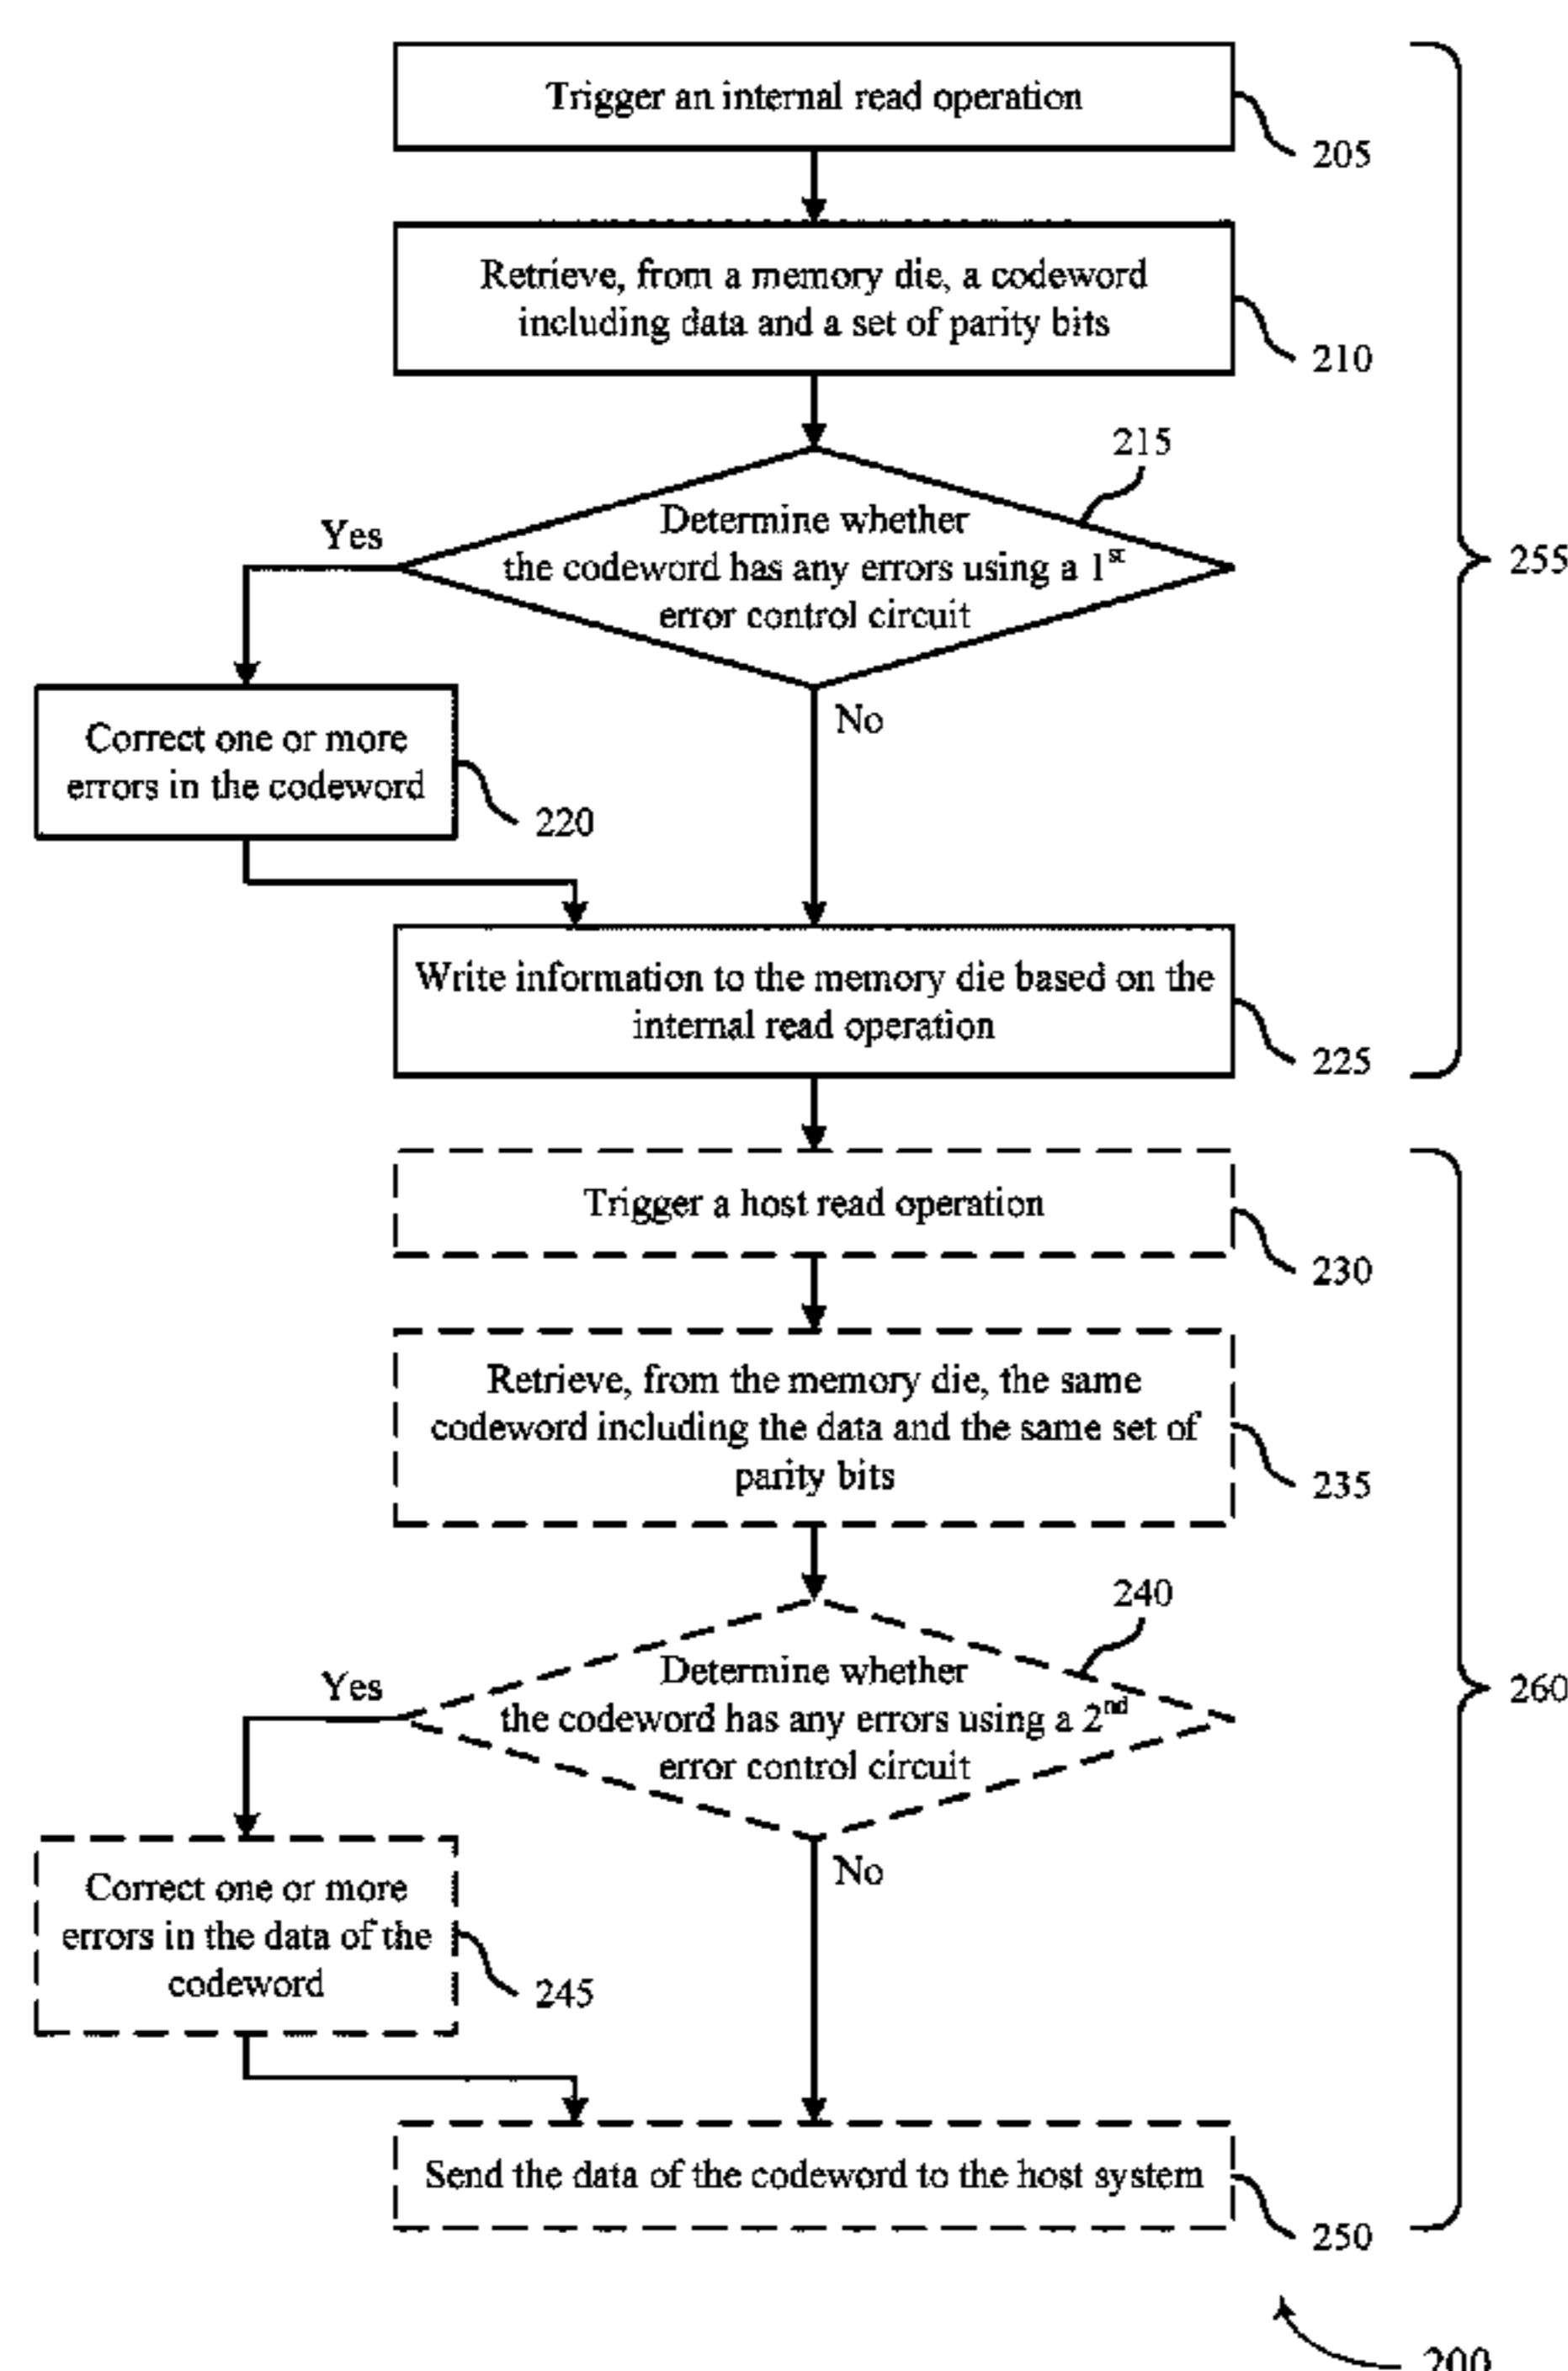 Trigger an internal read operation
205
Retrieve, from a memory die, a codeword
including data and a set of parity bits
210
215
Determine whether
the codeword has any errors using a 1st
error control circuit
Yes
No
255
Correct one or more
errors in the codeword
220
Write information to the memory die based on the
internal read operation
225
Trigger a host read operation
230
Retrieve, from the memory die, the same
codeword including the data and the same set of
parity bits
235
240
Determine whether
the codeword has any errors using a 2nd
error control circuit
Yes
No
260
Correct one or more
errors in the data of the
codeword
245
Send the data of the codeword to the host system
250
200